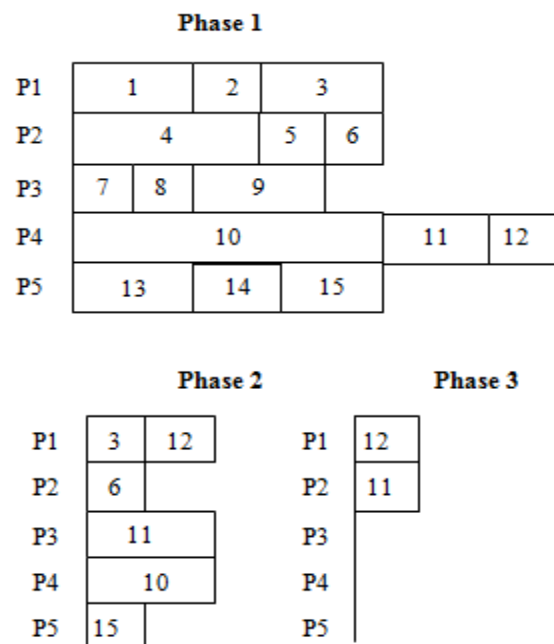 Phase 1
P1 1 2 3
P2 4 5 6
P3 7 8 9
P4 10 11 12
P5 13 14 15
Phase 2 Phase 3
P1 3 12 P1 12
P2 6 P2 11
P3 11 P3
P4 10 P4
P5 15 P5